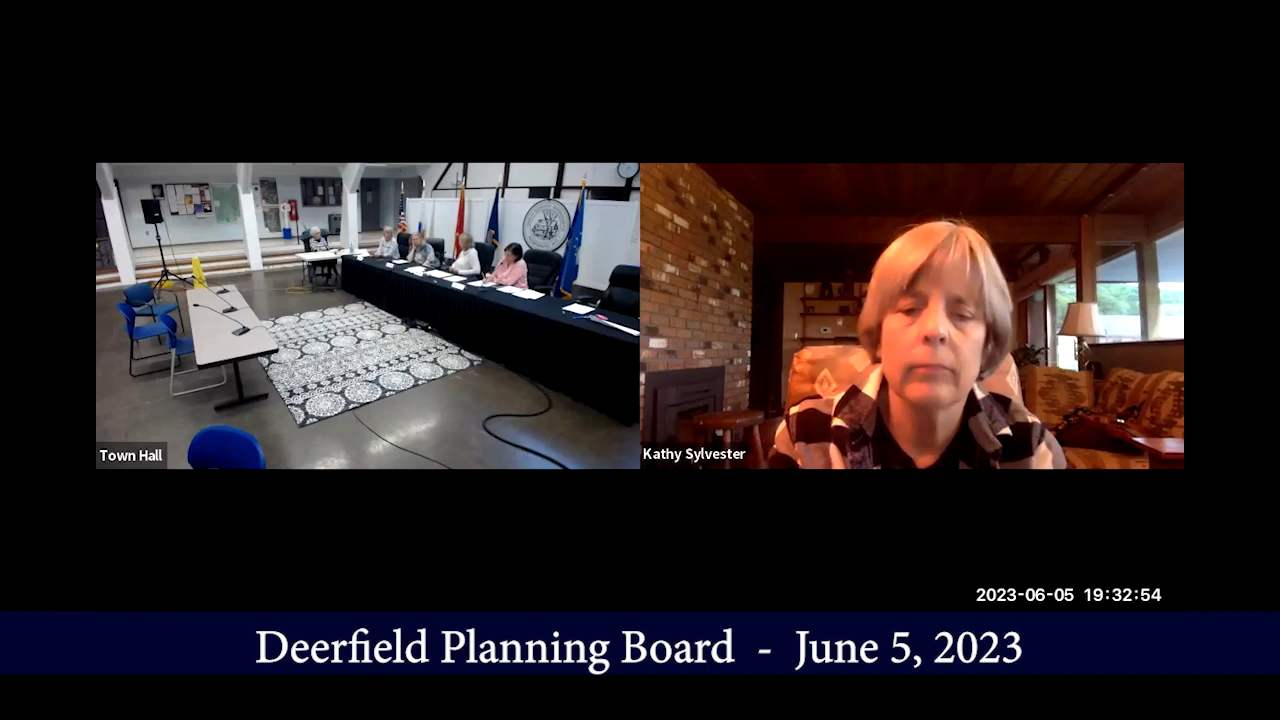 Town Hall
Kathy Sylvester
2023-06-05 19:32:54
Deerfield Planning Board - June 5, 2023